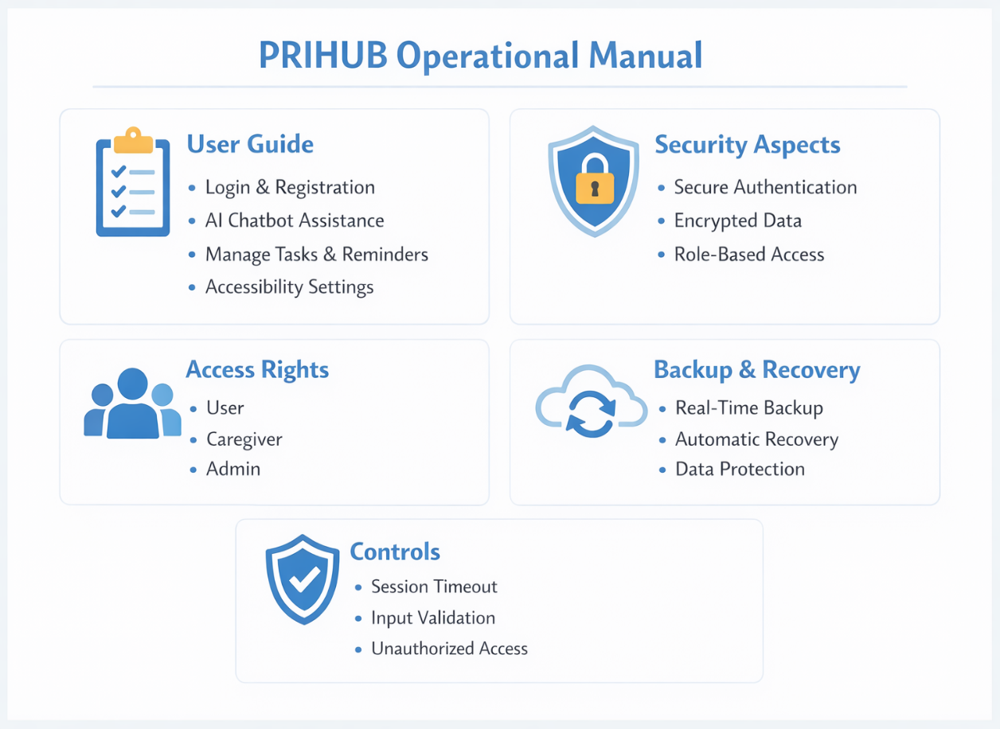 PRIHUB Operational Manual
User Guide
• Login & Registration
• AI Chatbot Assistance
• Manage Tasks & Reminders
• Accessibility Settings
Security Aspects
• Secure Authentication
• Encrypted Data
• Role-Based Access
Access Rights
• User
• Caregiver
• Admin
Backup & Recovery
• Real-Time Backup
• Automatic Recovery
• Data Protection
Controls
• Session Timeout
• Input Validation
• Unauthorized Access